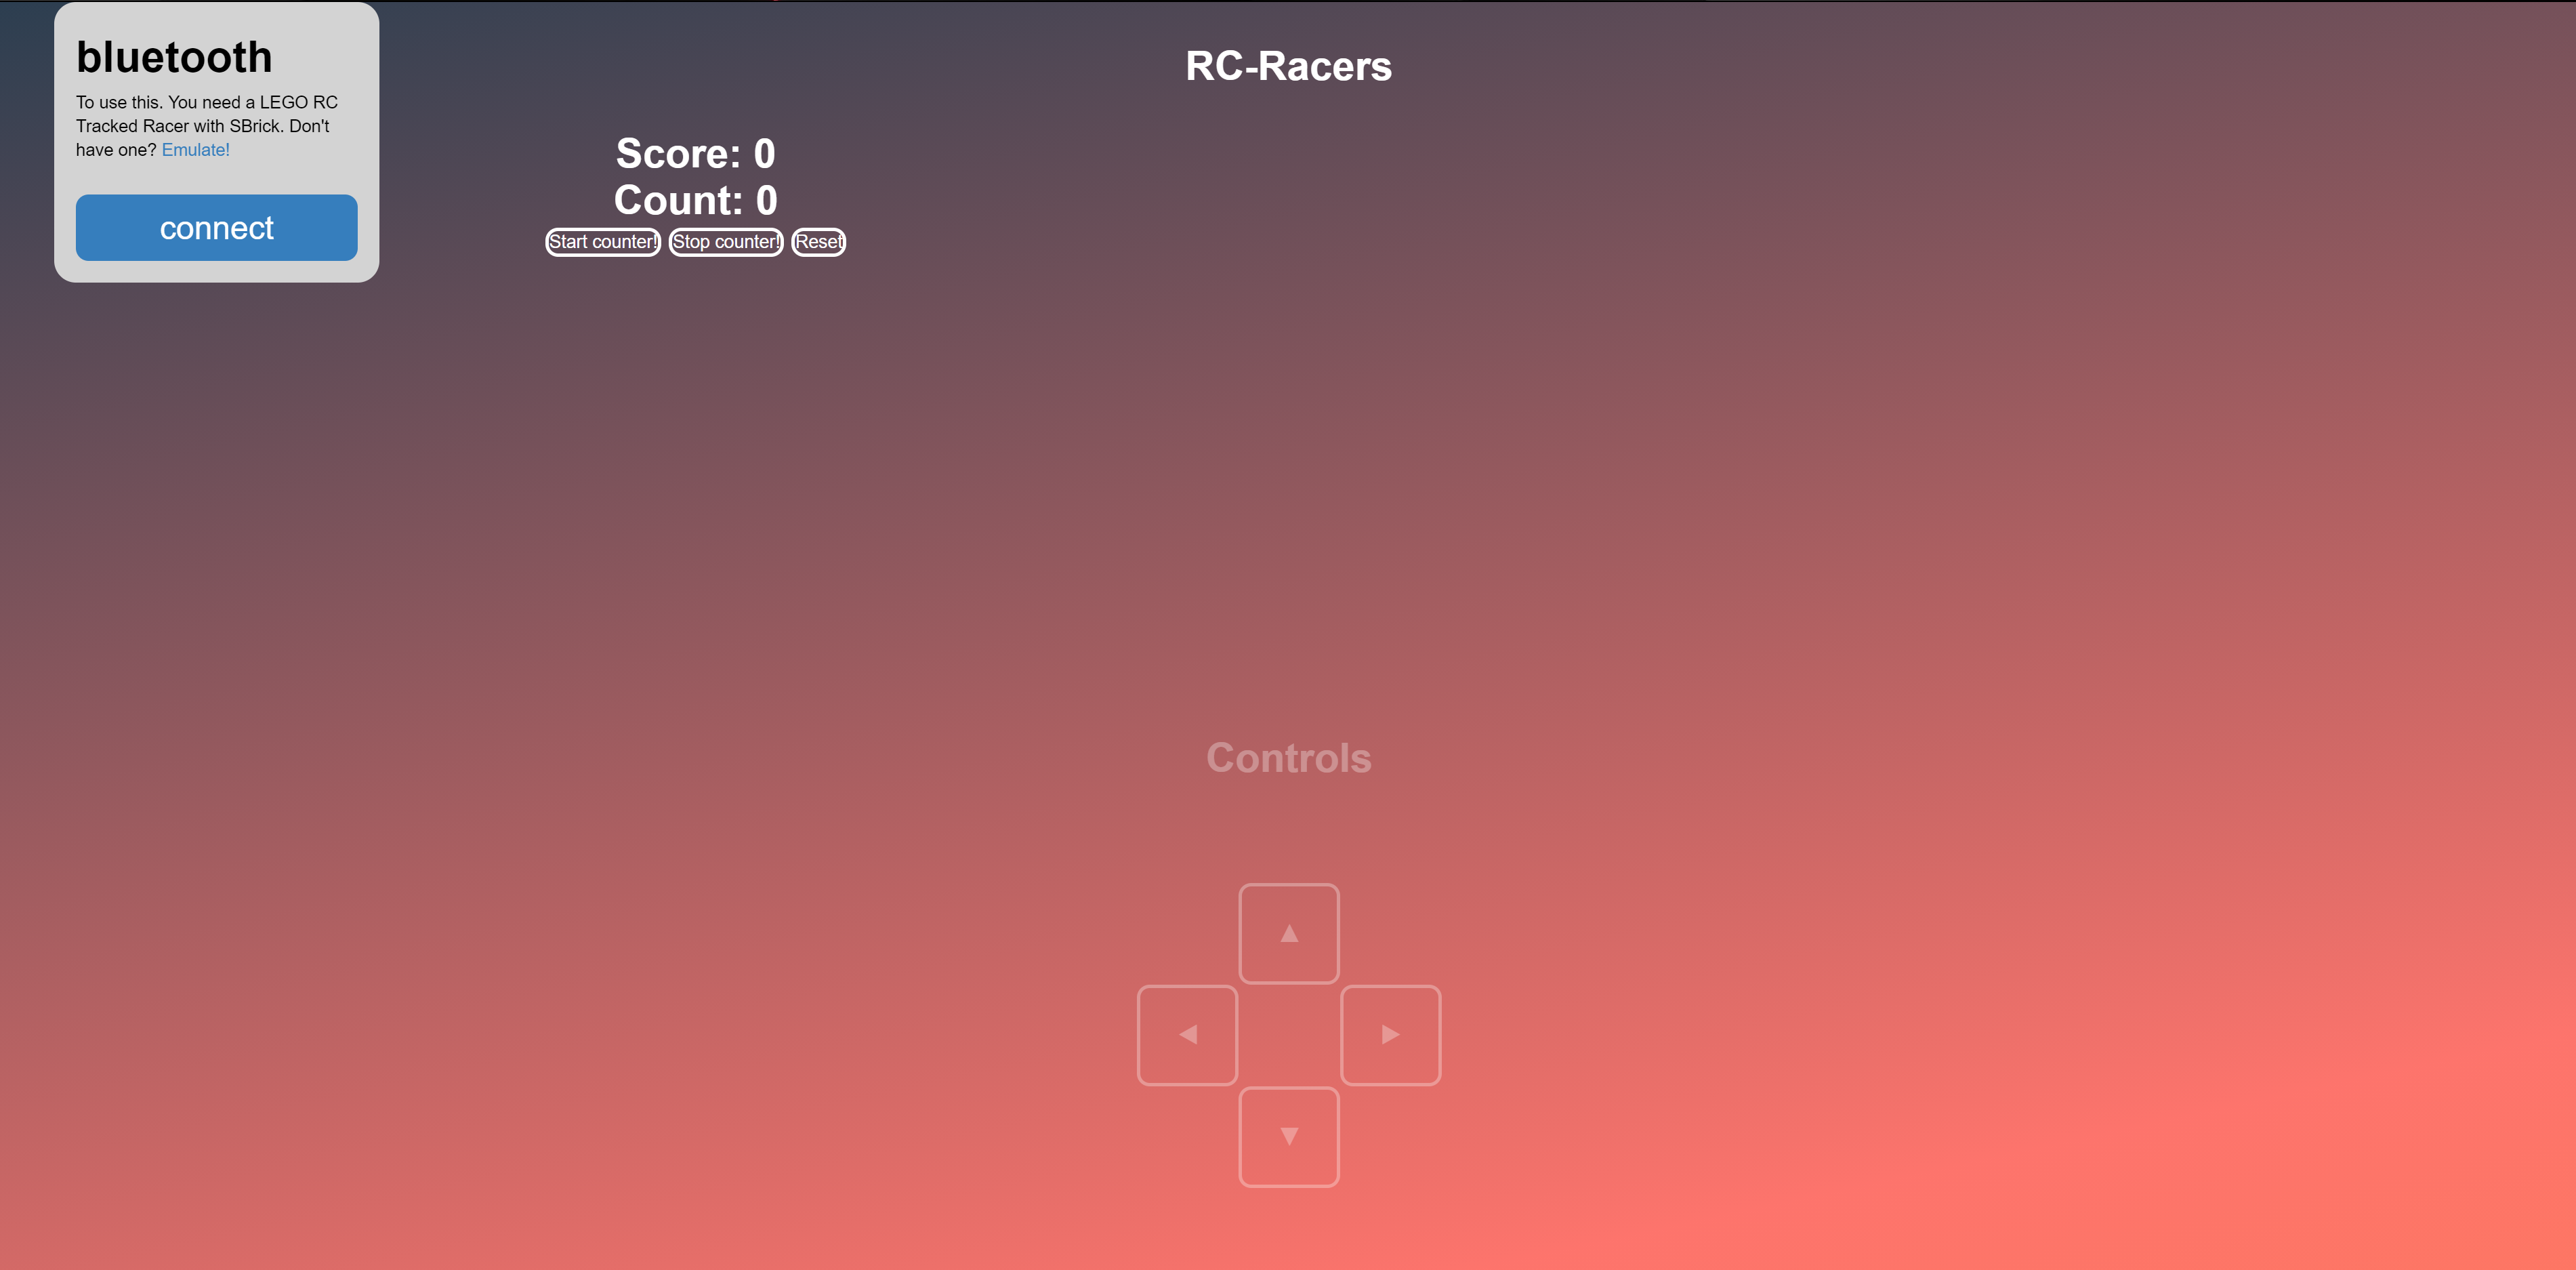 bluetooth
To use this. You need a LEGO RC
Tracked Racer with SBrick. Don't
have one? Emulate!
connect
RC-Racers
Score: 0
Count: 0
Start counter! Stop counter! Reset
Controls
▲
◀ ▶
▼